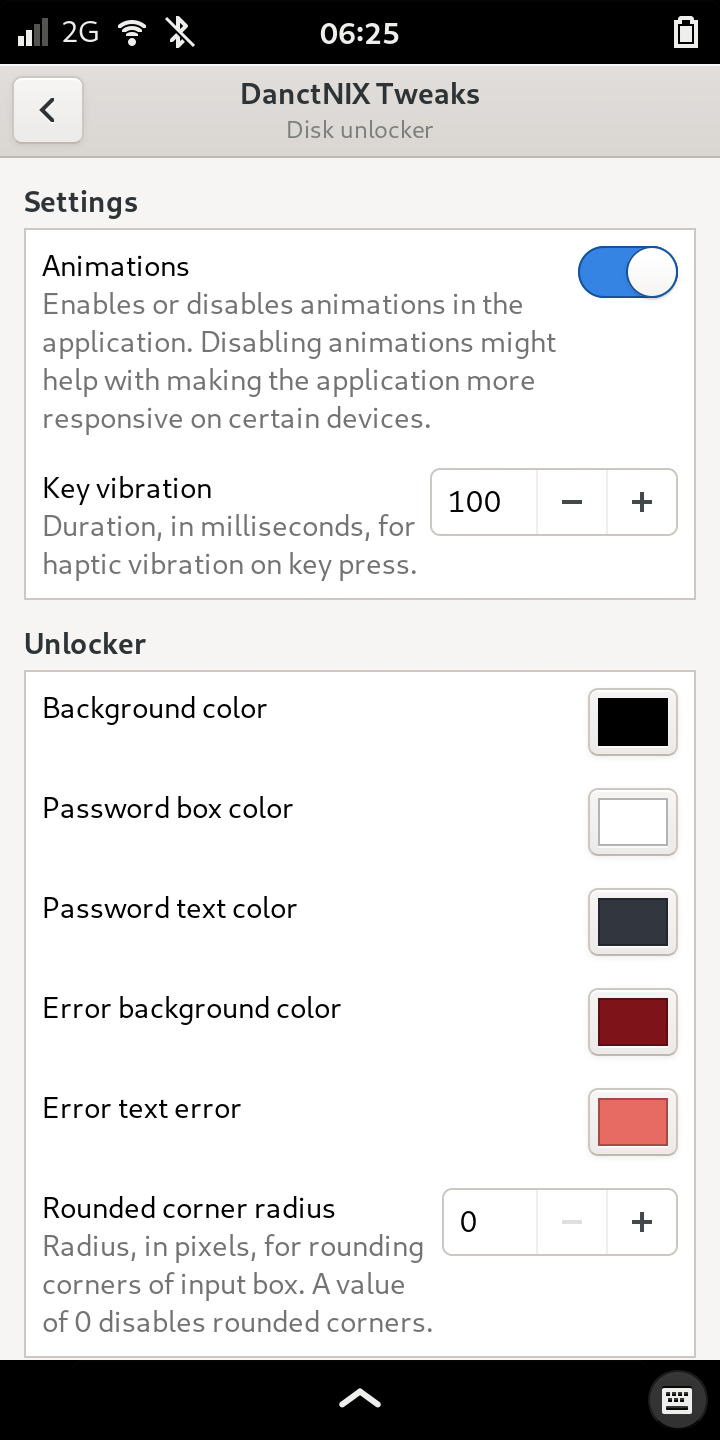 2G 06:25
DanctNIX Tweaks
Disk unlocker
Settings
Animations
Enables or disables animations in the
application. Disabling animations might
help with making the application more
responsive on certain devices.
Key vibration
100 − +
Duration, in milliseconds, for
haptic vibration on key press.
Unlocker
Background color
Password box color
Password text color
Error background color
Error text error
Rounded corner radius
0 − +
Radius, in pixels, for rounding
corners of input box. A value
of 0 disables rounded corners.